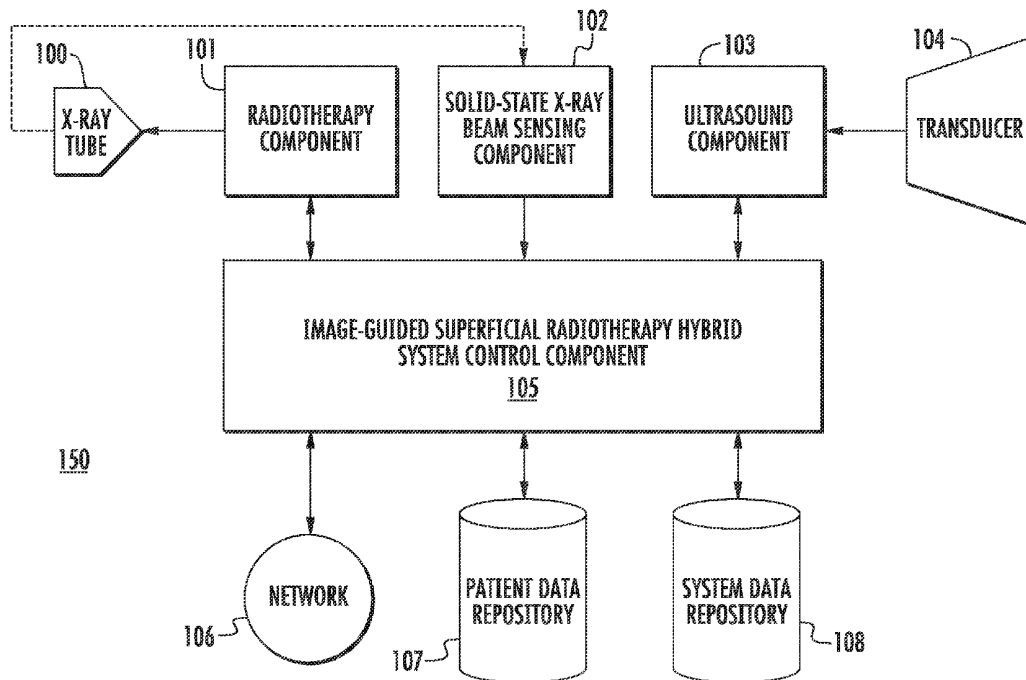 100
101
102
103
104
X-RAY
TUBE
RADIOTHERAPY
COMPONENT
SOLID-STATE X-RAY
BEAM SENSING
COMPONENT
ULTRASOUND
COMPONENT
TRANSDUCER
IMAGE-GUIDED SUPERFICIAL RADIOTHERAPY HYBRID
SYSTEM CONTROL COMPONENT
105
150
NETWORK
106
PATIENT DATA
REPOSITORY
107
SYSTEM DATA
REPOSITORY
108